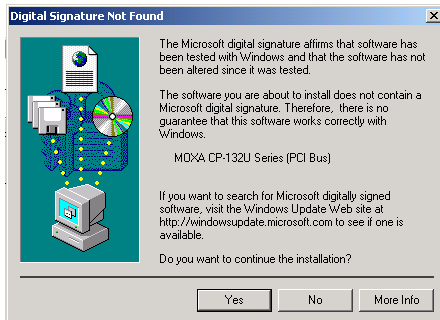 Digital Signature Not Found
The Microsoft digital signature affirms that software has
been tested with Windows and that the software has not
been altered since it was tested.
The software you are about to install does not contain a
Microsoft digital signature. Therefore,  there is no
guarantee that this software works correctly with
Windows.
MOXA CP-132U Series (PCI Bus)
If you want to search for Microsoft digitally signed
software, visit the Windows Update Web site at
http://windowsupdate.microsoft.com to see if one is
available.
Do you want to continue the installation?
Yes No More Info